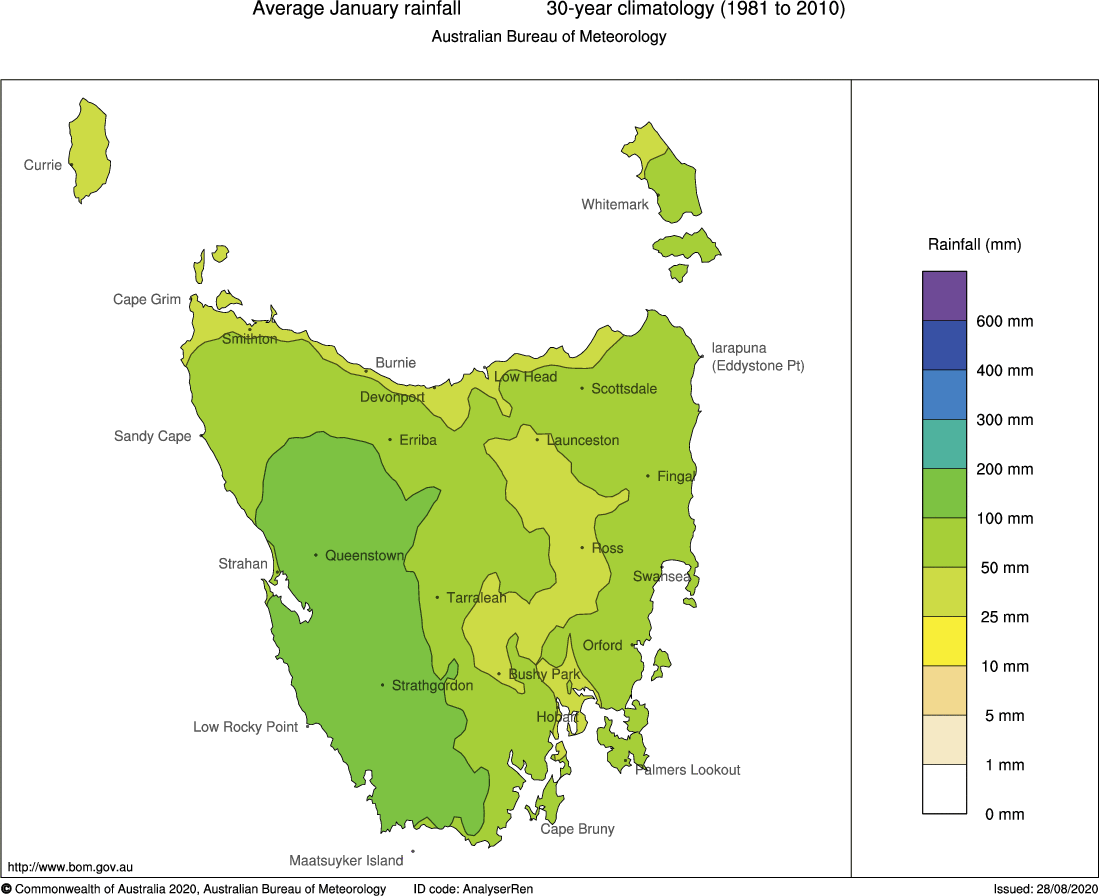 Average January rainfall 30-year climatology (1981 to 2010)
Australian Bureau of Meteorology
Currie
Whitemark
Rainfall (mm)
Cape Grim
600 mm
Smithton
Iarapuna
(Eddystone Pt)
Burnie
400 mm
Low Head
Scottsdale
Devonport
300 mm
Sandy Cape
Erriba
Launceston
200 mm
Fingal
100 mm
Queenstown
Ross
Strahan
50 mm
Swansea
Tarraleah
25 mm
Orford
10 mm
Bushy Park
Strathgordon
Hobart
5 mm
Low Rocky Point
1 mm
Palmers Lookout
0 mm
Cape Bruny
Maatsuyker Island
http://www.bom.gov.au
© Commonwealth of Australia 2020, Australian Bureau of Meteorology ID code: AnalyserRen Issued: 28/08/2020